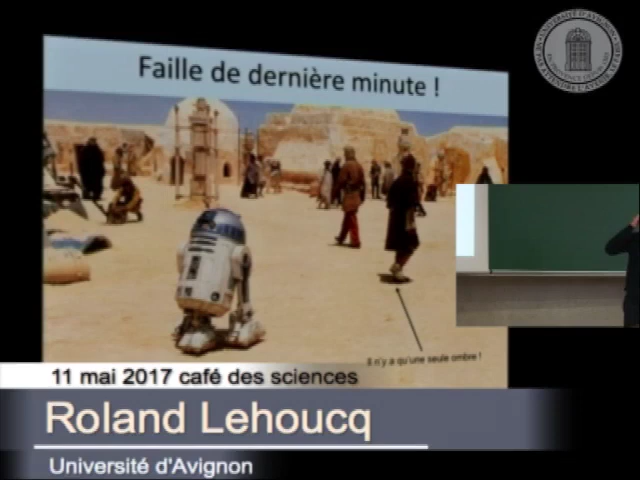 Faille de dernière minute !
Il n'y a qu'une seule ombre !
11 mai 2017 café des sciences
Roland Lehoucq
Université d'Avignon